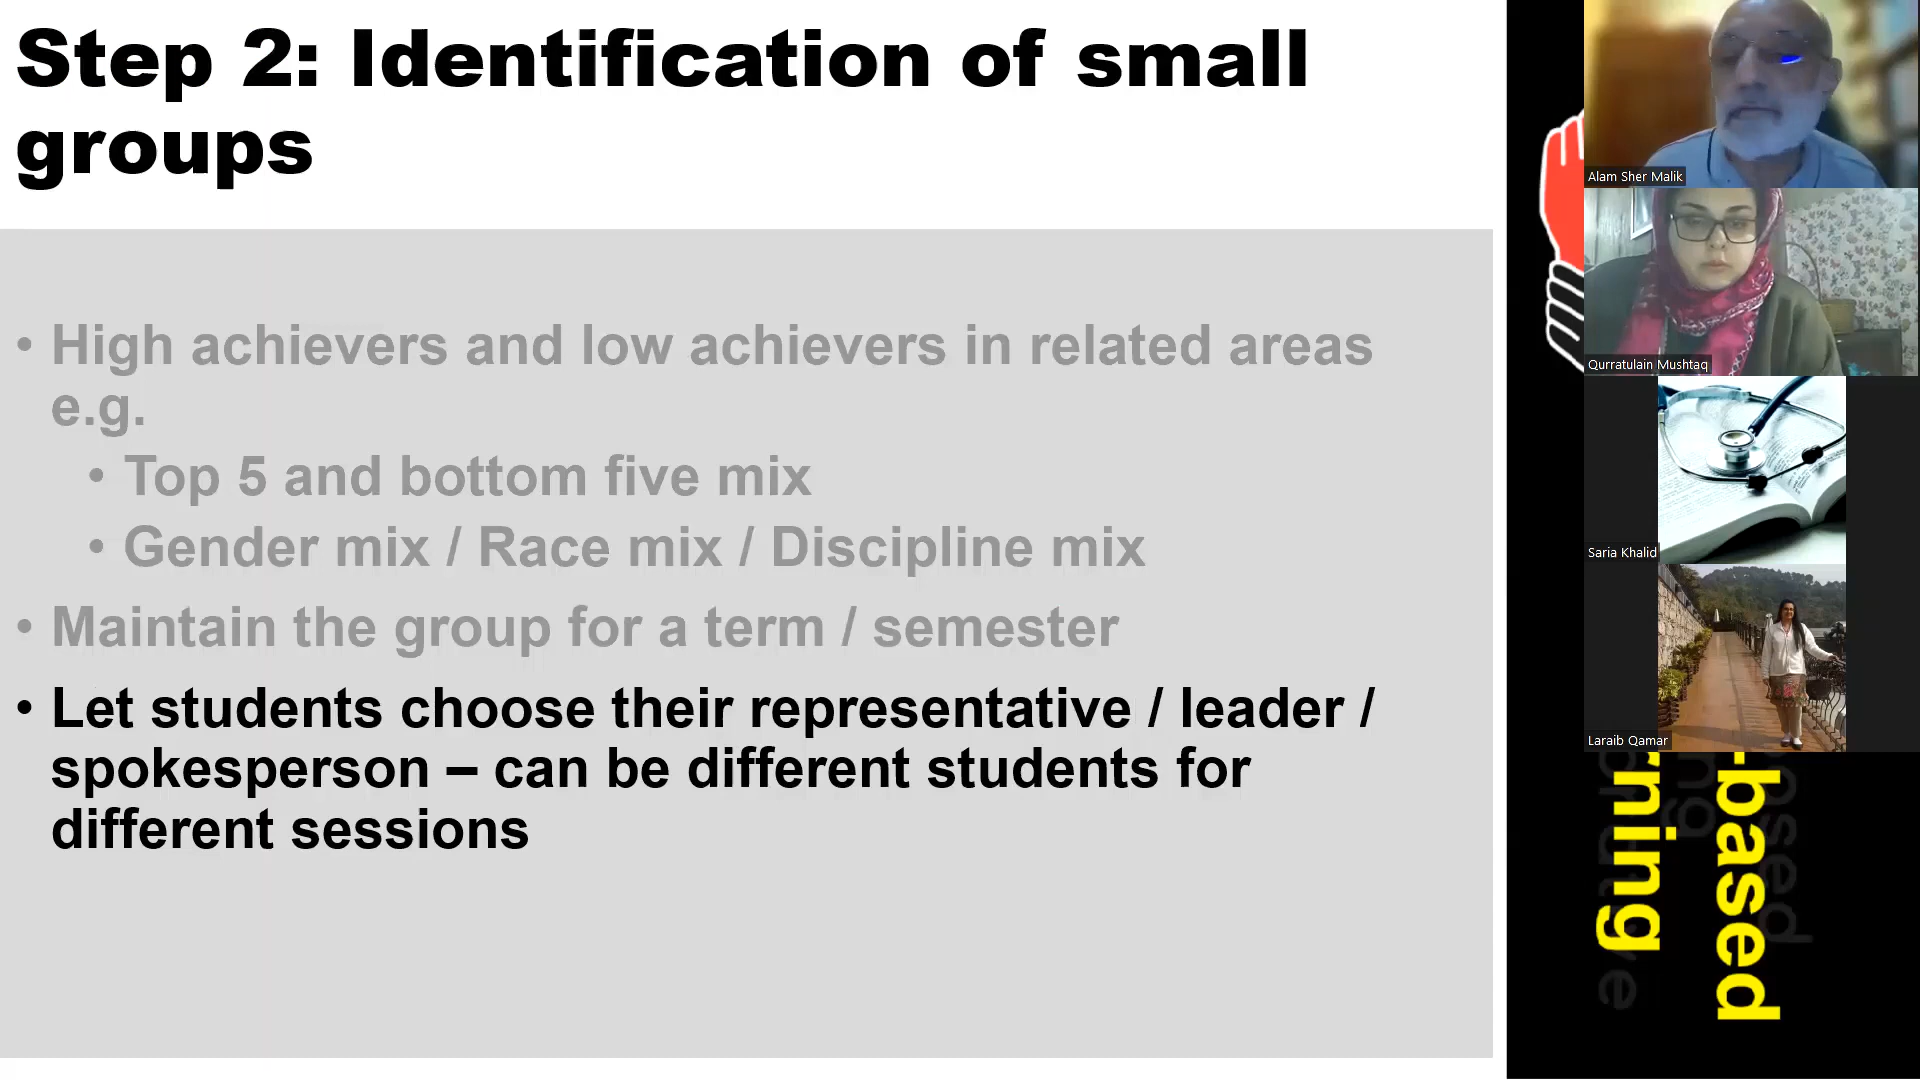 Step 2: Identification of small
groups
• High achievers and low achievers in related areas
e.g.
• Top 5 and bottom five mix
• Gender mix / Race mix / Discipline mix
• Maintain the group for a term / semester
• Let students choose their representative / leader /
spokesperson – can be different students for
different sessions
Alam Sher Malik
Qurratulain Mushtaq
Saria Khalid
Laraib Qamar
-based
rning